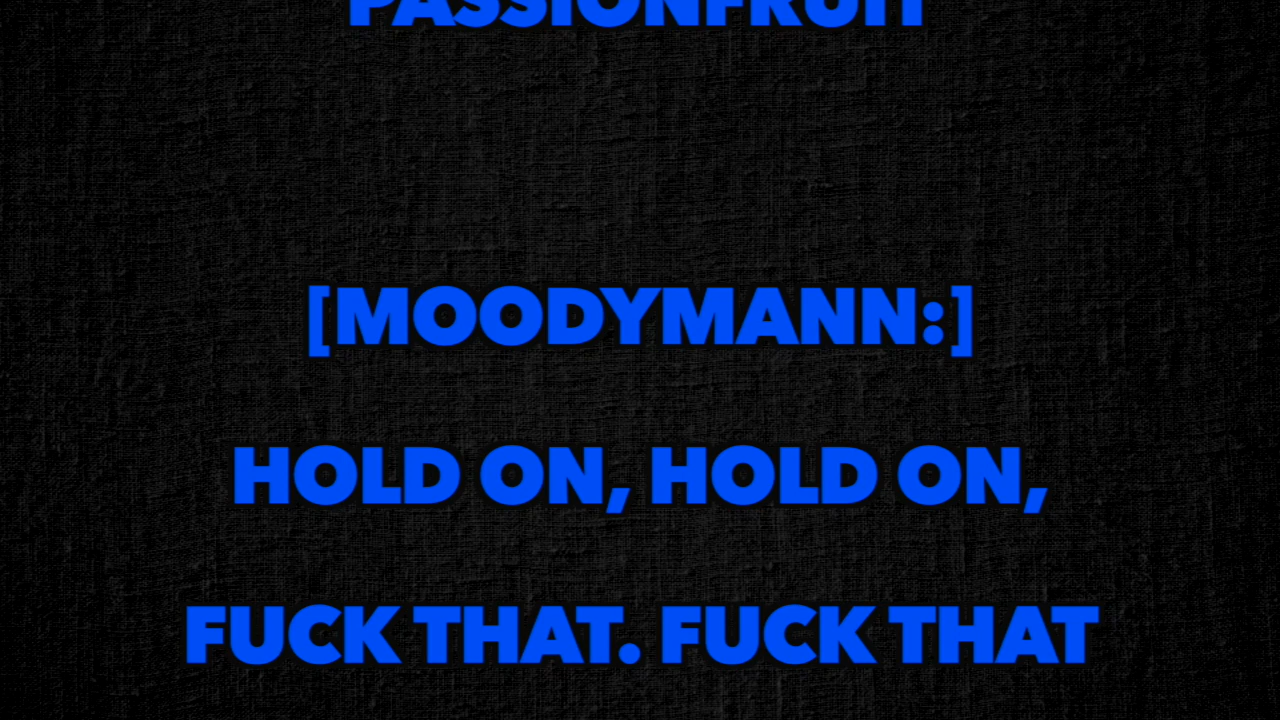 PASSIONFRUIT
[MOODYMANN:]
HOLD ON, HOLD ON,
FUCK THAT. FUCK THAT